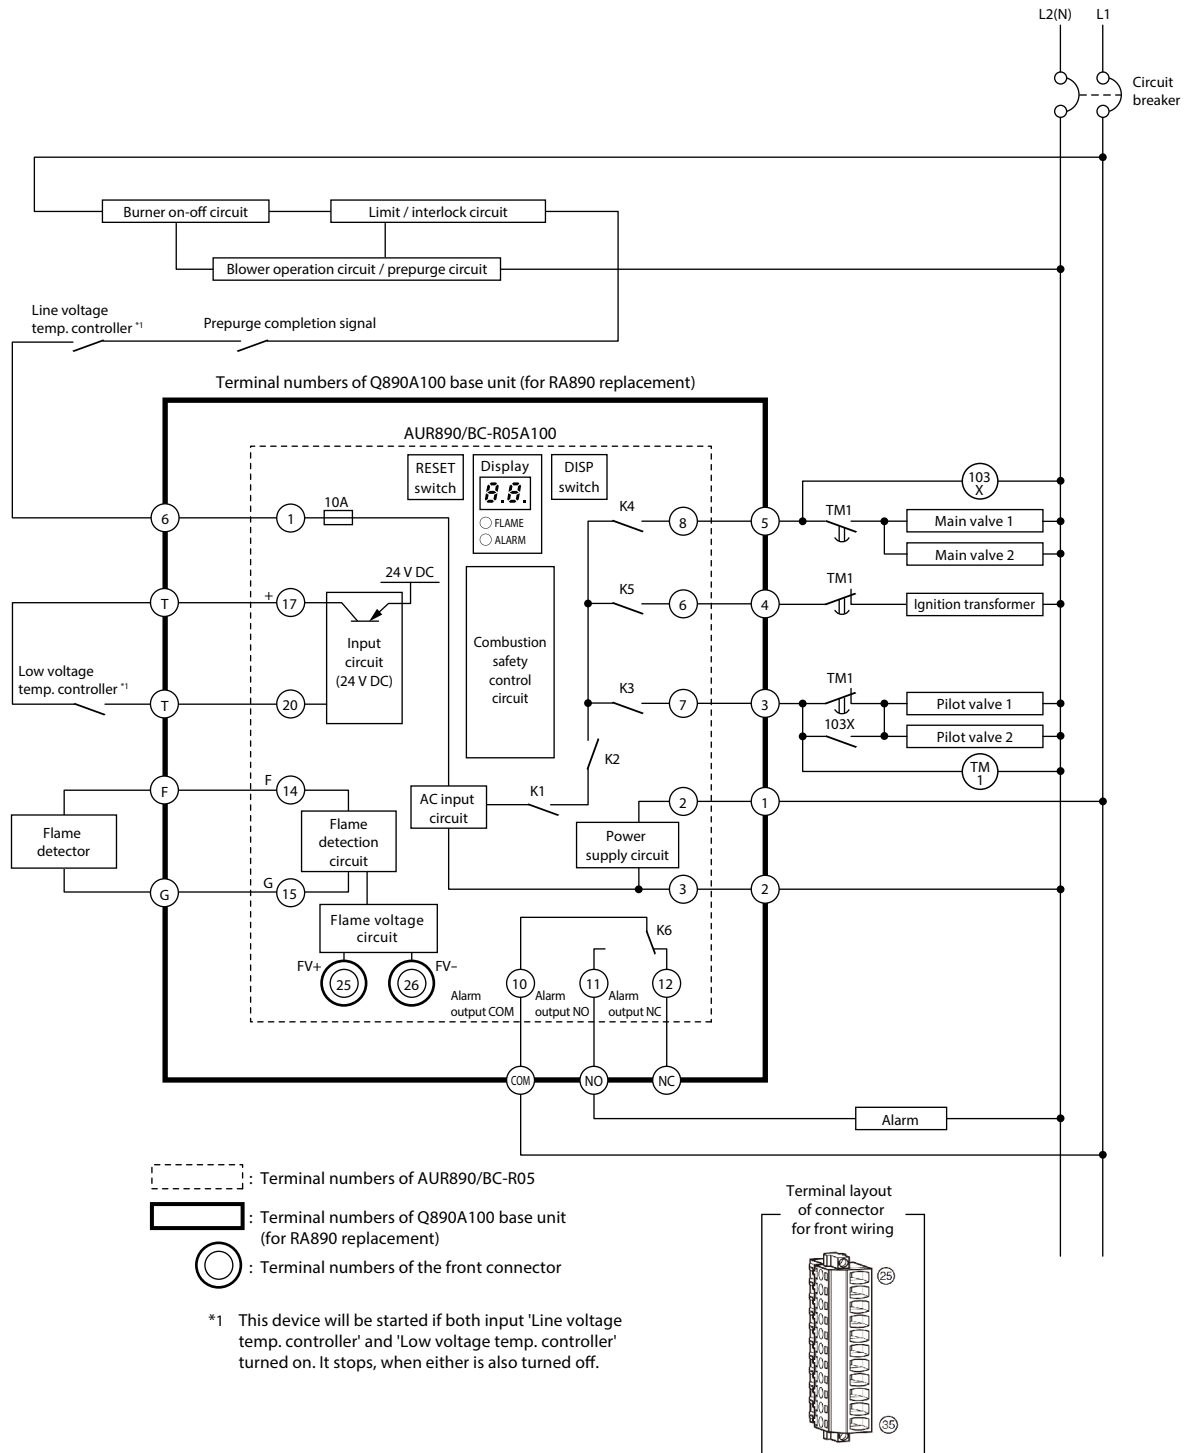 L2(N) L1
Circuit
breaker
Burner on-off circuit
Limit / interlock circuit
Blower operation circuit / prepurge circuit
Line voltage
temp. controller *1
Prepurge completion signal
Terminal numbers of Q890A100 base unit (for RA890 replacement)
AUR890/BC-R05A100
RESET
switch
Display
8.8.
FLAME
ALARM
DISP
switch
103
X
6
1
10A
K4
8
5
TM1
Main valve 1
Main valve 2
24 V DC
T
+
17
K5
6
4
TM1
Ignition transformer
Input
circuit
(24 V DC)
Combustion
safety
control
circuit
Low voltage
temp. controller *1
T
20
K3
7
3
TM1
103X
Pilot valve 1
Pilot valve 2
K2
TM
1
F
F
14
AC input
circuit
K1
2
1
Flame
detector
Flame
detection
circuit
Power
supply circuit
G
G
15
3
2
Flame voltage
circuit
K6
FV+
25
26
FV–
10
11
12
Alarm
output COM
Alarm
output NO
Alarm
output NC
COM
NO
NC
Alarm
: Terminal numbers of AUR890/BC-R05
: Terminal numbers of Q890A100 base unit
(for RA890 replacement)
: Terminal numbers of the front connector
*1 This device will be started if both input 'Line voltage
temp. controller' and 'Low voltage temp. controller'
turned on. It stops, when either is also turned off.
Terminal layout
of connector
for front wiring
25
35